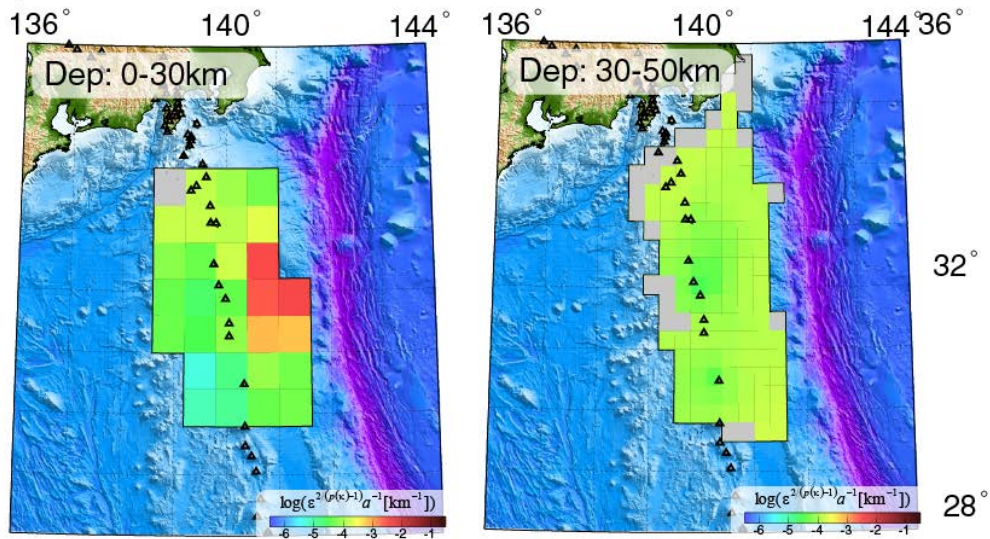 136° 140° 144°
Dep: 0-30km
log(ε^2/(p(κ)-1) a^-1 [km^-1])
-6 -5 -4 -3 -2 -1
136° 140° 144° 36°
Dep: 30-50km
32°
28°
log(ε^2/(p(κ)-1) a^-1 [km^-1])
-6 -5 -4 -3 -2 -1